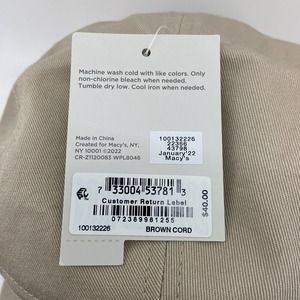 Machine wash cold with like colors. Only
non-chlorine bleach when needed.
Tumble dry low. Cool iron when needed.
Made in China
Created for Macy's, NY,
NY 10001 ©2022
CR-Z1120083 WPL8046
100132226
22356
43798
January'22
Macy's
7 33004 53781 3
Customer Return Label
072389981255
$40.00
100132226
BROWN CORD